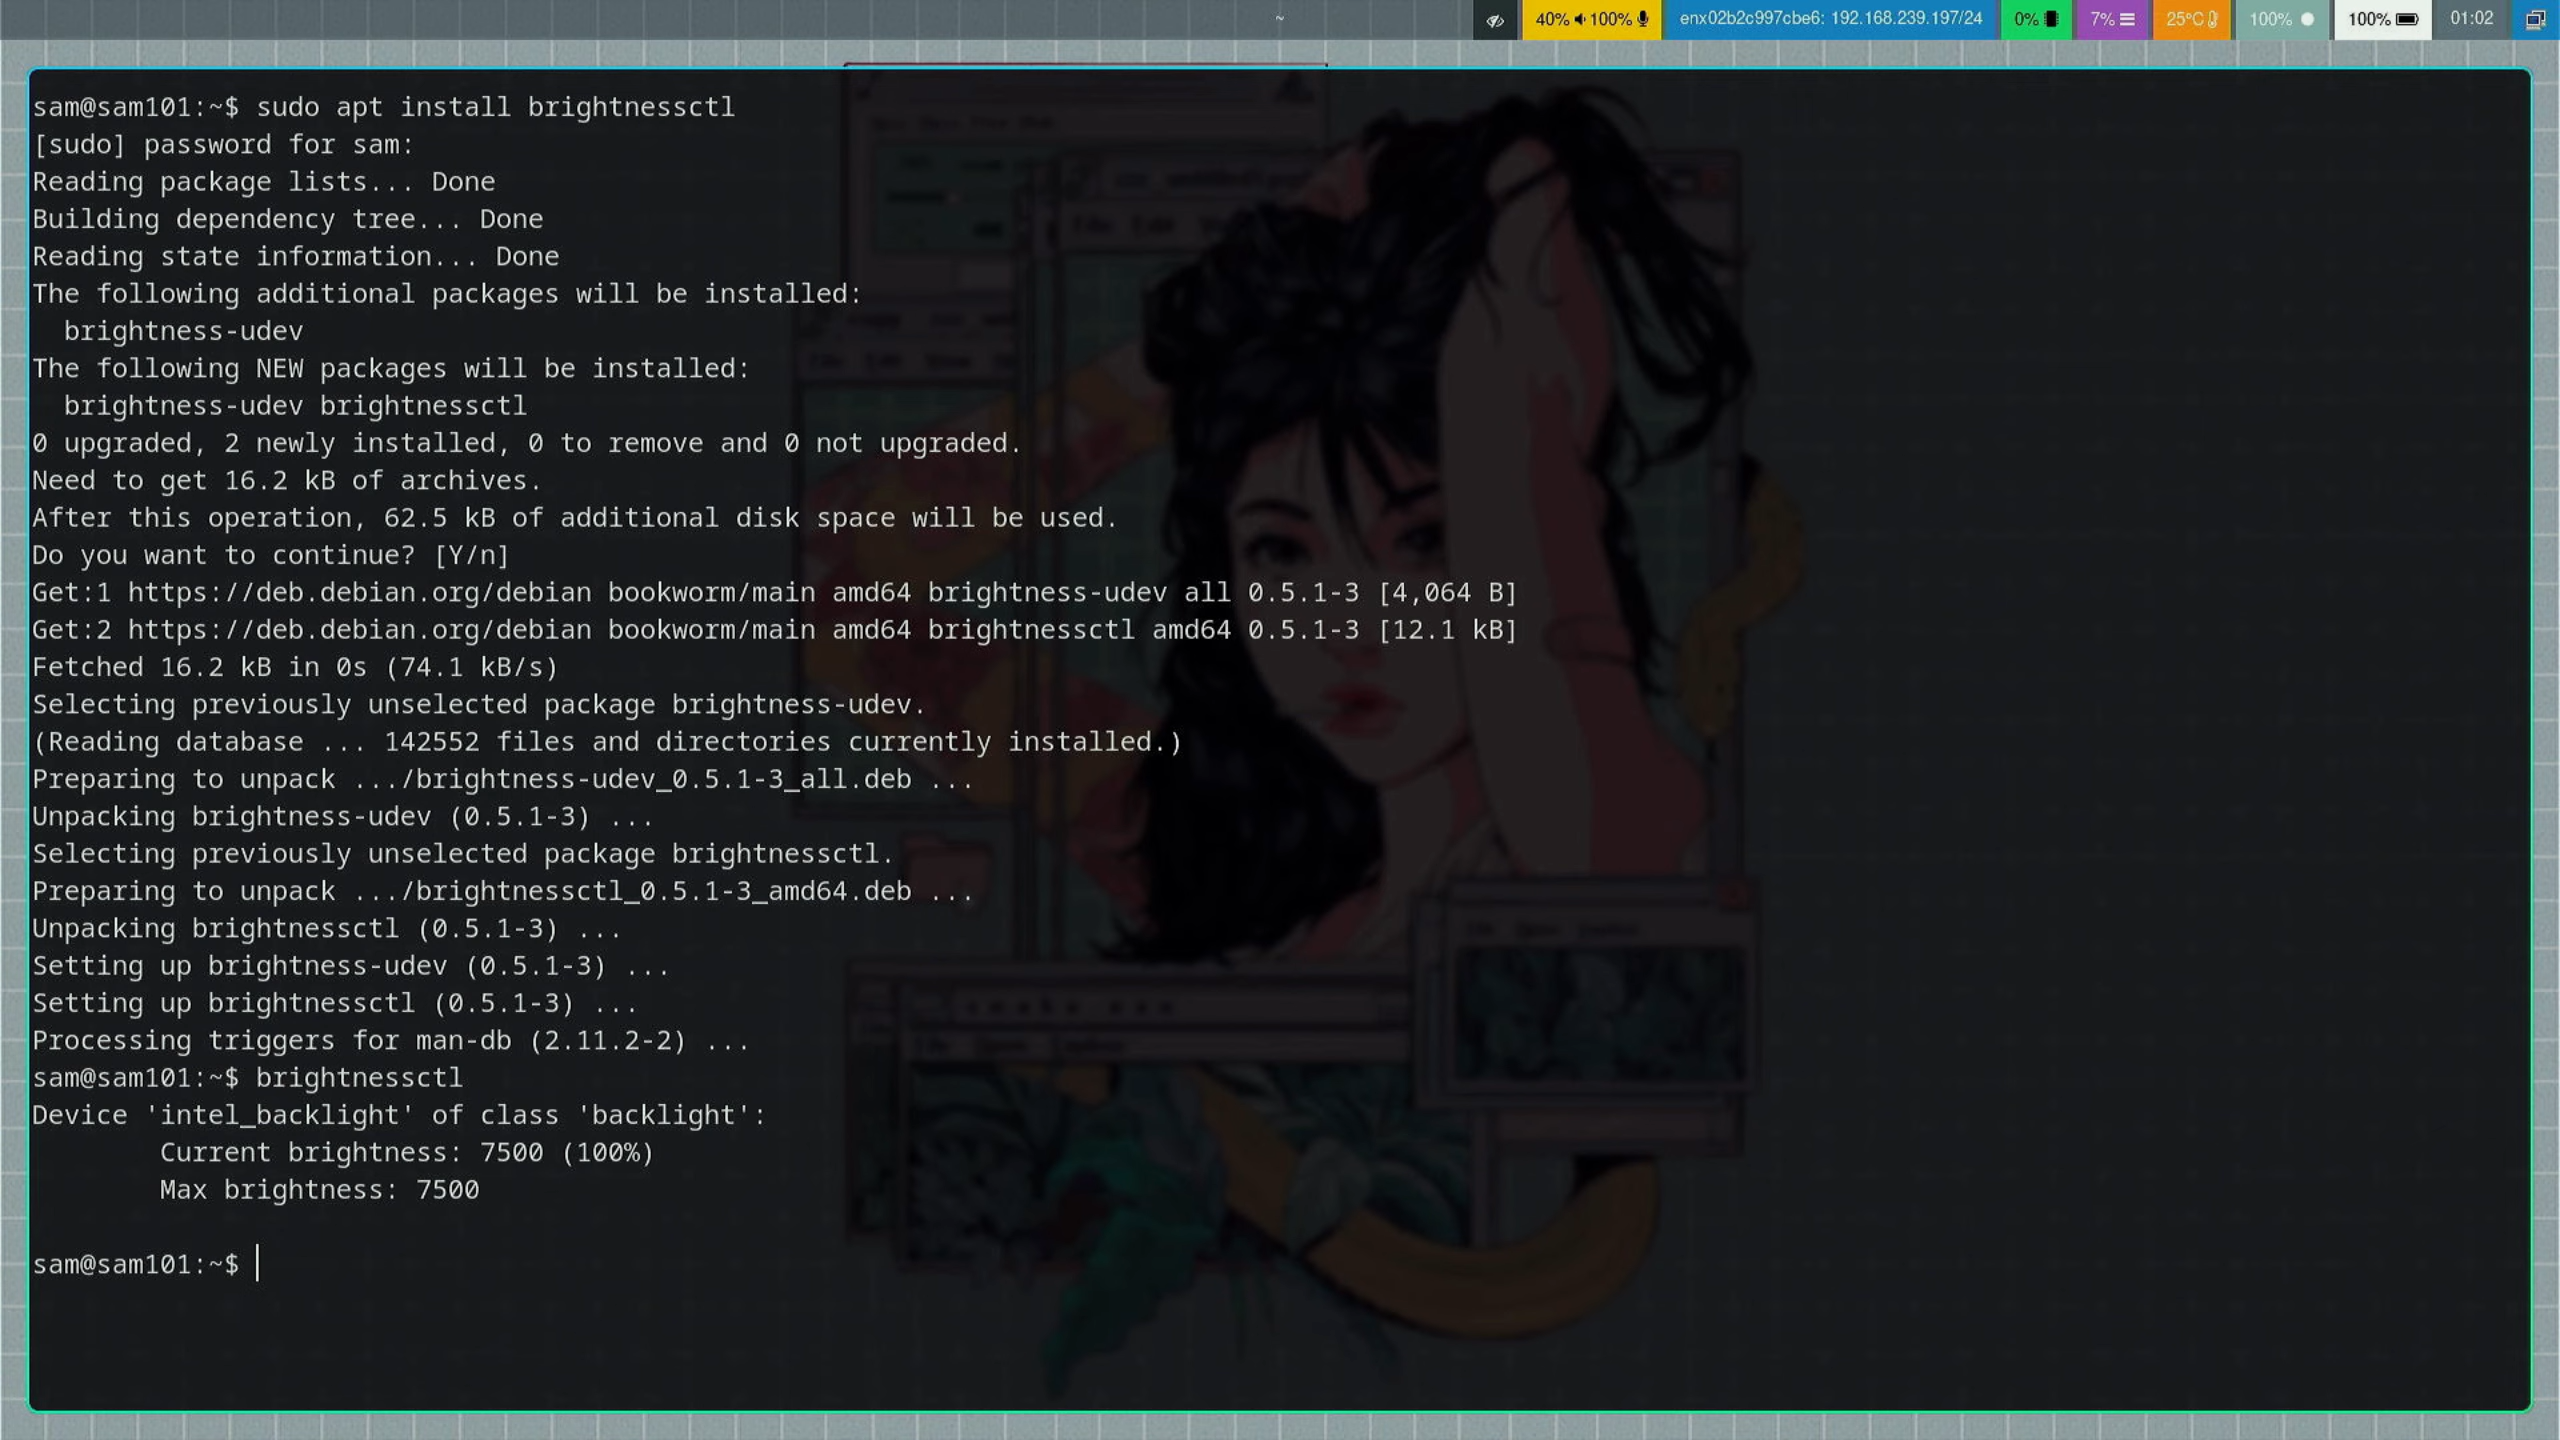 ~
40% 100%
enx02b2c997cbe6: 192.168.239.197/24
0%
7%
25°C
100%
100%
01:02
sam@sam101:~$ sudo apt install brightnessctl
[sudo] password for sam:
Reading package lists... Done
Building dependency tree... Done
Reading state information... Done
The following additional packages will be installed:
  brightness-udev
The following NEW packages will be installed:
  brightness-udev brightnessctl
0 upgraded, 2 newly installed, 0 to remove and 0 not upgraded.
Need to get 16.2 kB of archives.
After this operation, 62.5 kB of additional disk space will be used.
Do you want to continue? [Y/n]
Get:1 https://deb.debian.org/debian bookworm/main amd64 brightness-udev all 0.5.1-3 [4,064 B]
Get:2 https://deb.debian.org/debian bookworm/main amd64 brightnessctl amd64 0.5.1-3 [12.1 kB]
Fetched 16.2 kB in 0s (74.1 kB/s)
Selecting previously unselected package brightness-udev.
(Reading database ... 142552 files and directories currently installed.)
Preparing to unpack .../brightness-udev_0.5.1-3_all.deb ...
Unpacking brightness-udev (0.5.1-3) ...
Selecting previously unselected package brightnessctl.
Preparing to unpack .../brightnessctl_0.5.1-3_amd64.deb ...
Unpacking brightnessctl (0.5.1-3) ...
Setting up brightness-udev (0.5.1-3) ...
Setting up brightnessctl (0.5.1-3) ...
Processing triggers for man-db (2.11.2-2) ...
sam@sam101:~$ brightnessctl
Device 'intel_backlight' of class 'backlight':
        Current brightness: 7500 (100%)
        Max brightness: 7500
sam@sam101:~$